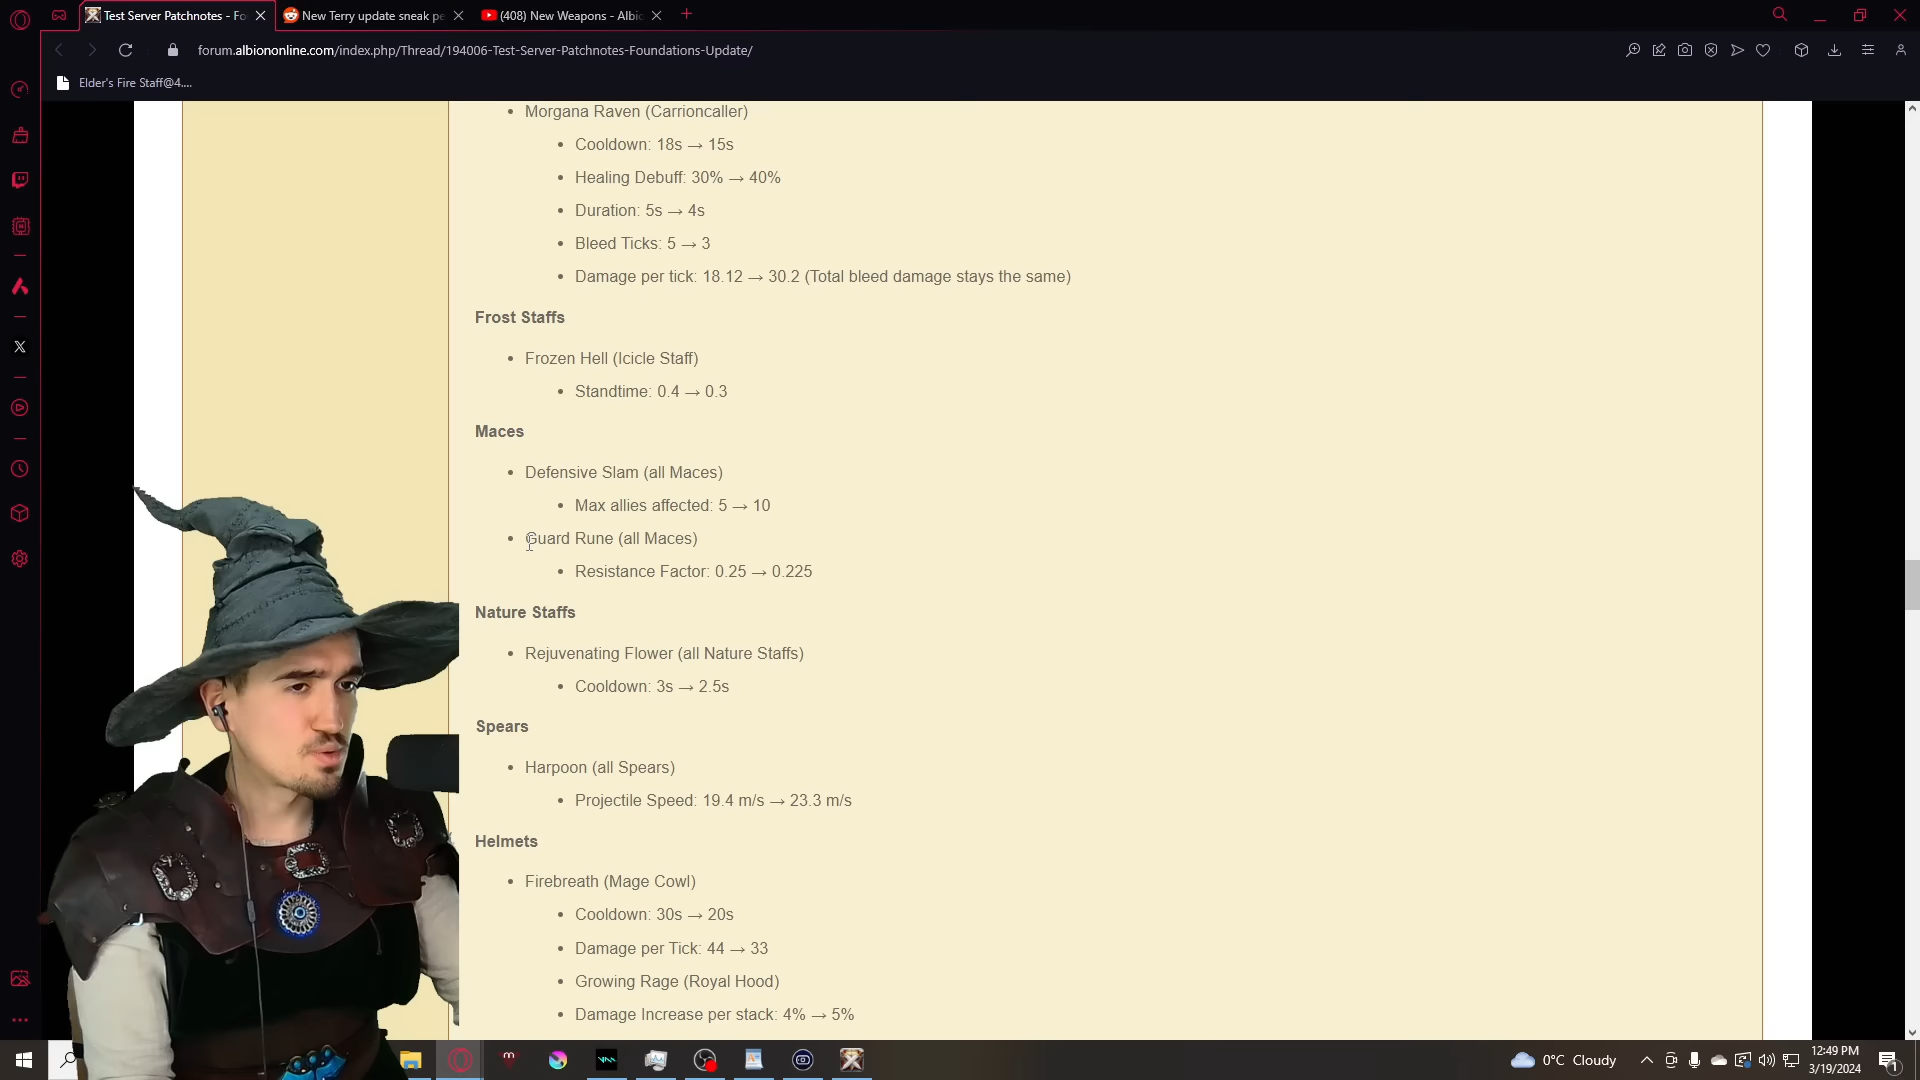 Test Server Patchnotes - Fo
New Terry update sneak pe
(408) New Weapons - Albio
forum.albiononline.com/index.php/Thread/194006-Test-Server-Patchnotes-Foundations-Update/
Elder's Fire Staff@4....
Morgana Raven (Carrioncaller)
Cooldown: 18s → 15s
Healing Debuff: 30% → 40%
Duration: 5s → 4s
Bleed Ticks: 5 → 3
Damage per tick: 18.12 → 30.2 (Total bleed damage stays the same)
Frost Staffs
Frozen Hell (Icicle Staff)
Standtime: 0.4 → 0.3
Maces
Defensive Slam (all Maces)
Max allies affected: 5 → 10
Guard Rune (all Maces)
Resistance Factor: 0.25 → 0.225
Nature Staffs
Rejuvenating Flower (all Nature Staffs)
Cooldown: 3s → 2.5s
Spears
Harpoon (all Spears)
Projectile Speed: 19.4 m/s → 23.3 m/s
Helmets
Firebreath (Mage Cowl)
Cooldown: 30s → 20s
Damage per Tick: 44 → 33
Growing Rage (Royal Hood)
Damage Increase per stack: 4% → 5%
0°C Cloudy
12:49 PM
3/19/2024
1